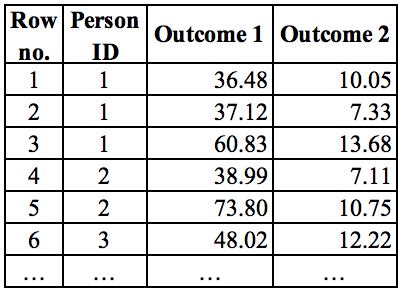 Row no. Person ID Outcome 1 Outcome 2
1 1 36.48 10.05
2 1 37.12 7.33
3 1 60.83 13.68
4 2 38.99 7.11
5 2 73.80 10.75
6 3 48.02 12.22
... ... ... ...